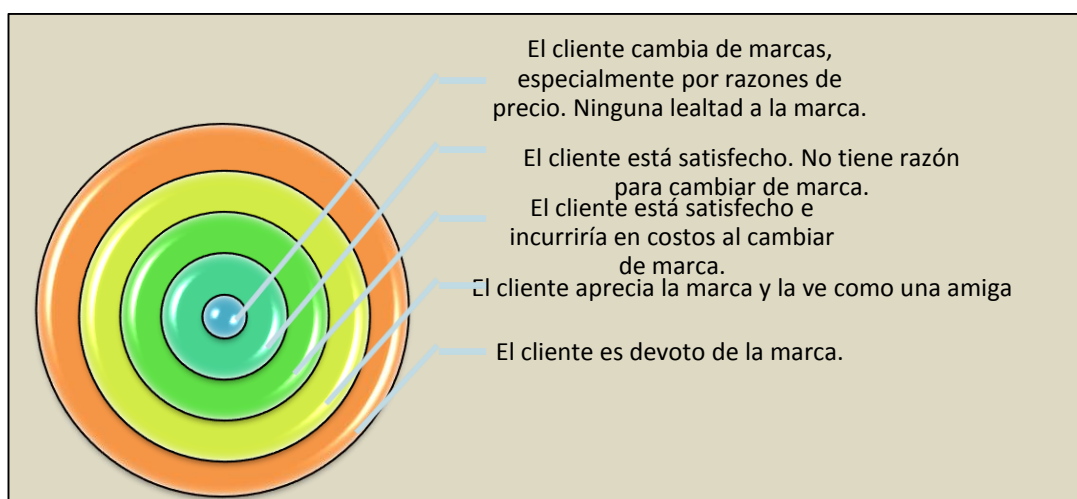 El cliente cambia de marcas,
especialmente por razones de
precio. Ninguna lealtad a la marca.
El cliente está satisfecho. No tiene razón
para cambiar de marca.
El cliente está satisfecho e
incurriría en costos al cambiar
de marca.
El cliente aprecia la marca y la ve como una amiga
El cliente es devoto de la marca.